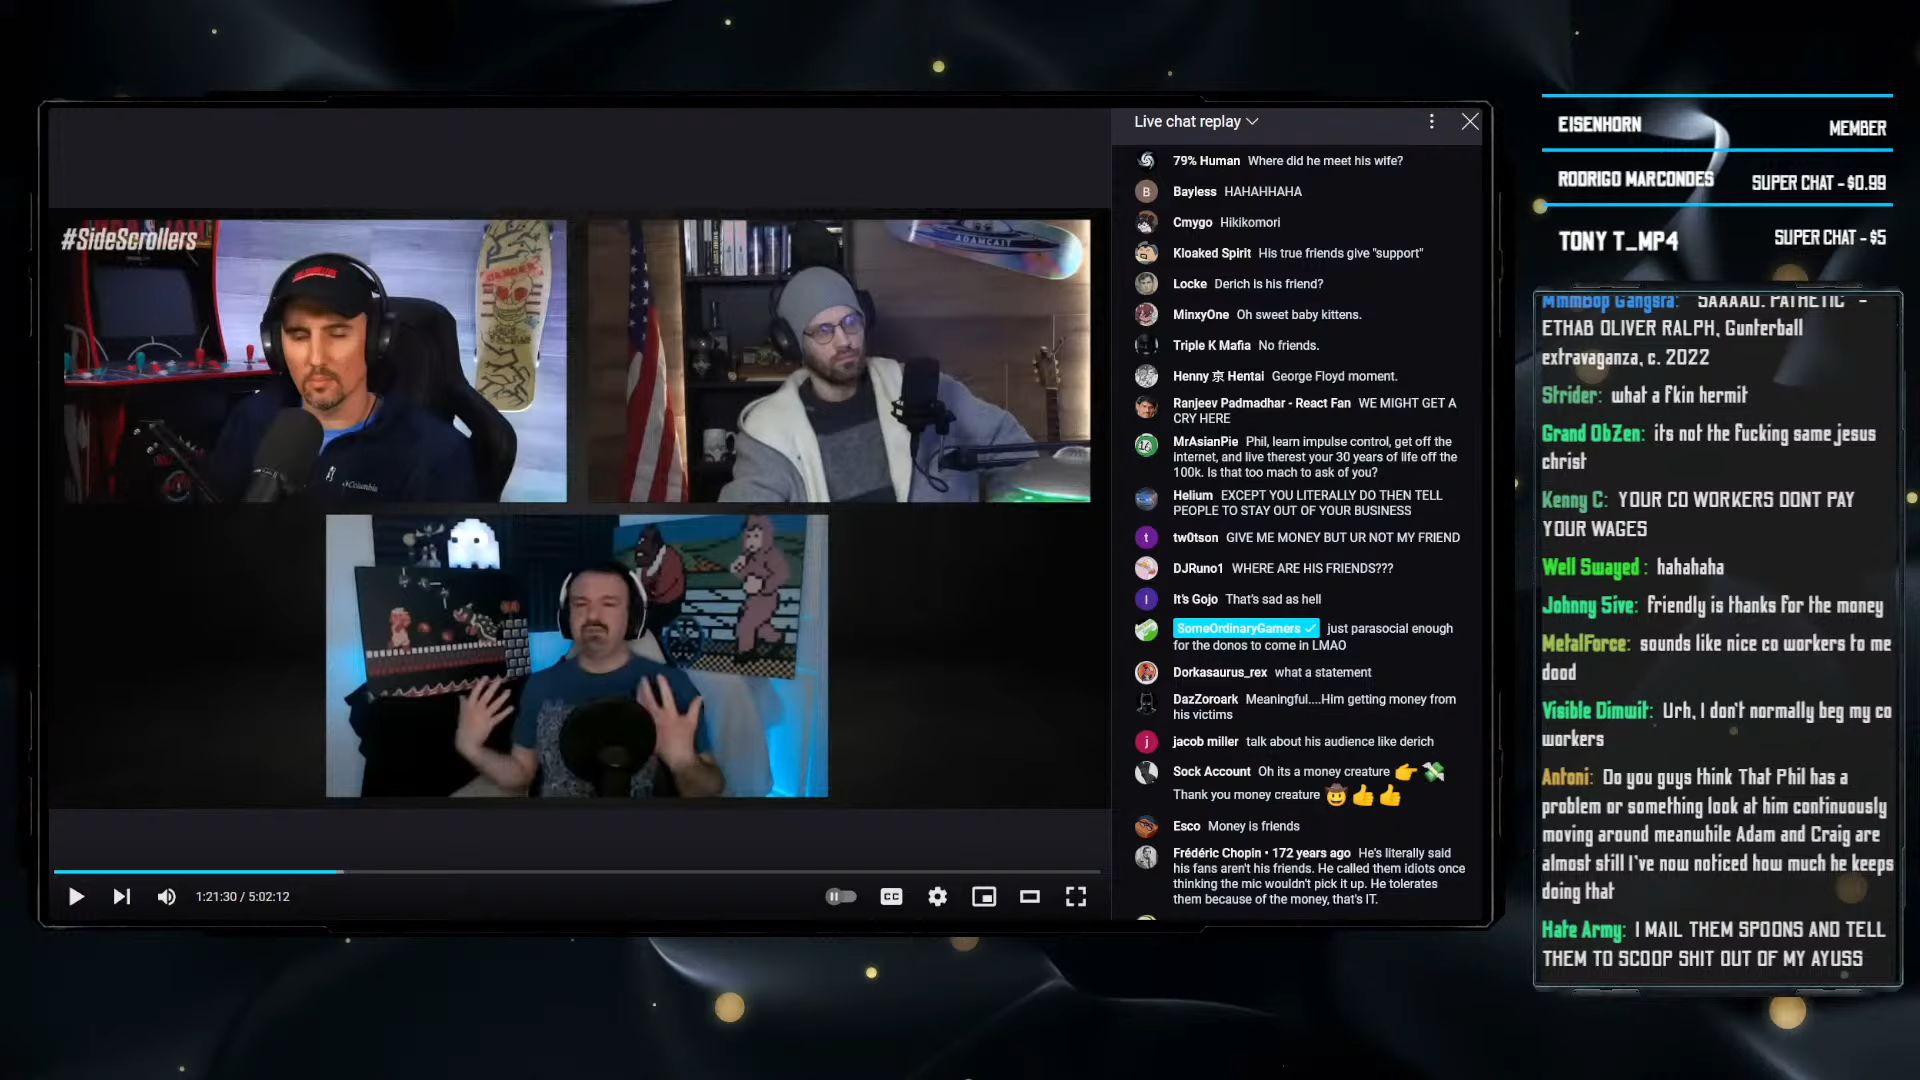 #SideScrollers
ADAMCAIT
Columbia
1:21:30 / 5:02:12
CC
Live chat replay
79% Human Where did he meet his wife?
B
Bayless HAHAHHAHA
Cmygo Hikikomori
Kloaked Spirit His true friends give "support"
Locke Derich is his friend?
MinxyOne Oh sweet baby kittens.
Triple K Mafia No friends.
Henny 京 Hentai George Floyd moment.
Ranjeev Padmadhar - React Fan WE MIGHT GET A
CRY HERE
MrAsianPie Phil, learn impulse control, get off the
internet, and live therest your 30 years of life off the
100k. Is that too mach to ask of you?
Helium EXCEPT YOU LITERALLY DO THEN TELL
PEOPLE TO STAY OUT OF YOUR BUSINESS
t
tw0tson GIVE ME MONEY BUT UR NOT MY FRIEND
DJRuno1 WHERE ARE HIS FRIENDS???
I
It's Gojo That's sad as hell
SomeOrdinaryGamers just parasocial enough
for the donos to come in LMAO
Dorkasaurus_rex what a statement
DazZoroark Meaningful....Him getting money from
his victims
j
jacob miller talk about his audience like derich
Sock Account Oh its a money creature 👉 💸
Thank you money creature 🤠 👍 👍
Esco Money is friends
Frédéric Chopin • 172 years ago He's literally said
his fans aren't his friends. He called them idiots once
thinking the mic wouldn't pick it up. He tolerates
them because of the money, that's IT.
EISENHORN MEMBER
RODRIGO MARCONDES SUPER CHAT - $0.99
TONY T_MP4 SUPER CHAT - $5
MmmBop Gangsta: "SAAAAD. PATHETIC" -
ETHAB OLIVER RALPH, Gunterball
extravaganza, c. 2022
Strider: what a fkin hermit
Grand ObZen: its not the fucking same jesus
christ
Kenny C: YOUR CO WORKERS DONT PAY
YOUR WAGES
Well Swayed : hahahaha
Johnny 5ive: friendly is thanks for the money
MetalForce: sounds like nice co workers to me
dood
Visible Dimwit: Urh, I don't normally beg my co
workers
Antoni: Do you guys think That Phil has a
problem or something look at him continuously
moving around meanwhile Adam and Craig are
almost still I've now noticed how much he keeps
doing that
Hate Army: I MAIL THEM SPOONS AND TELL
THEM TO SCOOP SHIT OUT OF MY AYUSS